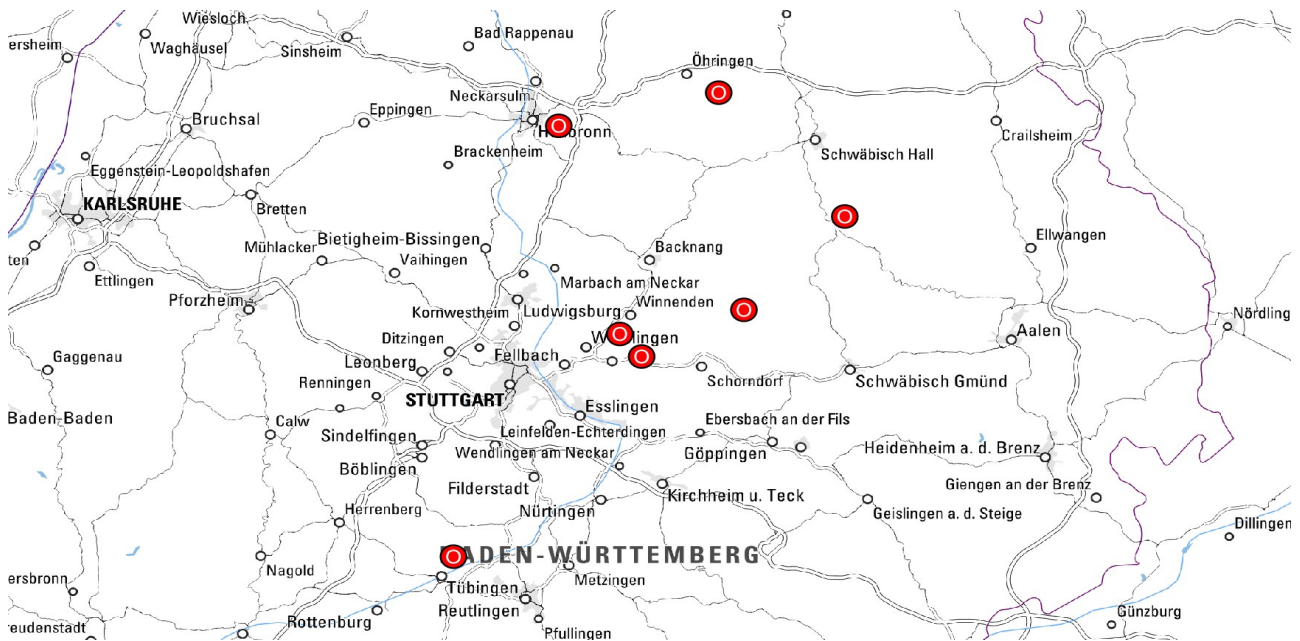 Wiesloch
Bad Rappenau
ersheim
Waghäusel
Sinsheim
Öhringen
Neckarsulm
Eppingen
Bruchsal
Crailsheim
Brackenheim
Schwäbisch Hall
Eggenstein-Leopoldshafen
KARLSRUHE
Bretten
Ellwangen
Mühlacker
Bietigheim-Bissingen
Backnang
ten
Vaihingen
Ettlingen
Marbach am Neckar
Pforzheim
Winnenden
Kornwestheim
Ludwigsburg
Nördling
Aalen
Ditzingen
Gaggenau
Leonberg
Fellbach
Renningen
Schorndorf
Schwäbisch Gmünd
STUTTGART
Esslingen
Baden-Baden
Calw
Ebersbach an der Fils
Leinfelden-Echterdingen
Sindelfingen
Wendlingen am Neckar
Göppingen
Heidenheim a. d. Brenz
Böblingen
Filderstadt
Kirchheim u. Teck
Giengen an der Brenz
Herrenberg
Nürtingen
Geislingen a. d. Steige
Dillingen
ADEN-WÜRTTEMBERG
Nagold
ersbronn
Tübingen
Metzingen
Reutlingen
Günzburg
Rottenburg
reudenstadt
Pfullingen